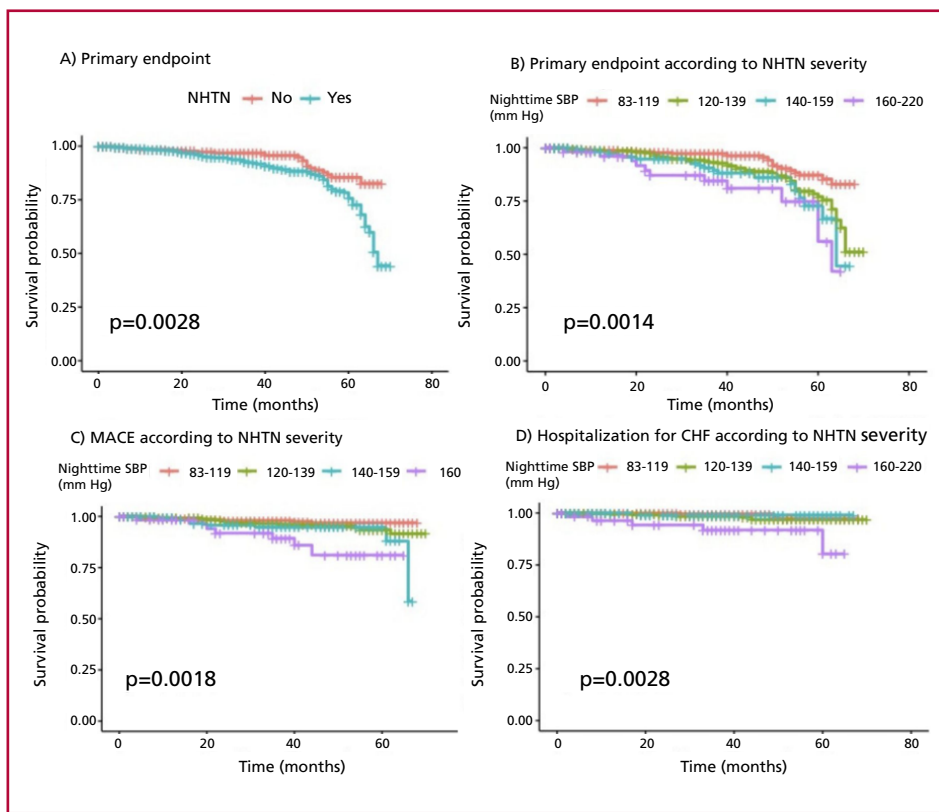 A) Primary endpoint
NHTN No Yes
Survival probability
1.00
0.75
0.50
0.25
0.00
p=0.0028
0 20 40 60 80
Time (months)
B) Primary endpoint according to NHTN severity
Nighttime SBP 83-119 120-139 140-159 160-220
(mm Hg)
Survival probability
1.00
0.75
0.50
0.25
0.00
p=0.0014
0 20 40 60 80
Time (months)
C) MACE according to NHTN severity
Nighttime SBP 83-119 120-139 140-159 160
(mm Hg)
Survival probability
1.00
0.75
0.50
0.25
0.00
p=0.0018
0 20 40 60
Time (months)
D) Hospitalization for CHF according to NHTN severity
Nighttime SBP 83-119 120-139 140-159 160-220
(mm Hg)
Survival probability
1.00
0.75
0.50
0.25
0.00
p=0.0028
0 20 40 60 80
Time (months)